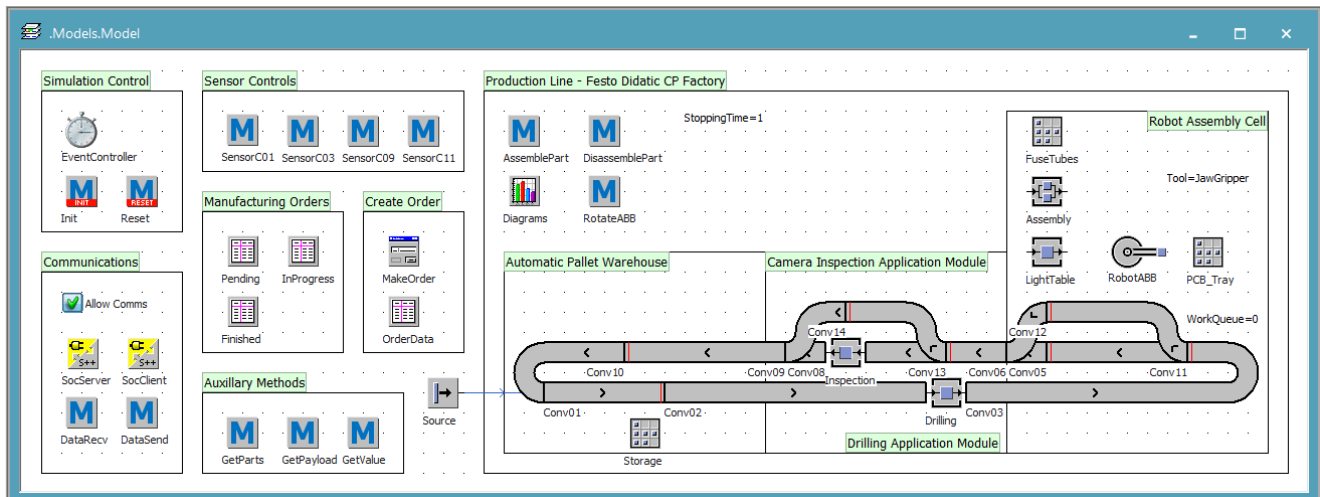 .Models.Model
Simulation Control
EventController
INIT
RESET
Init
Reset
Communications
Allow Comms
S++
S++
SocServer
SocClient
M
M
DataRecv
DataSend
Sensor Controls
M
M
M
M
SensorC01
SensorC03
SensorC09
SensorC11
Manufacturing Orders
Pending
InProgress
Finished
Create Order
MakeOrder
OrderData
Auxillary Methods
M
M
M
GetParts
GetPayload
GetValue
Source
Production Line - Festo Didatic CP Factory
M
M
AssemblePart
DisassemblePart
StoppingTime=1
M
Diagrams
RotateABB
Robot Assembly Cell
FuseTubes
Tool=JawGripper
Assembly
LightTable
RobotABB
PCB_Tray
WorkQueue=0
Automatic Pallet Warehouse
Camera Inspection Application Module
Conv14
Conv12
Conv10
Conv09
Conv08
Inspection
Conv13
Conv06
Conv05
Conv11
Conv01
Conv02
Drilling
Conv03
Storage
Drilling Application Module